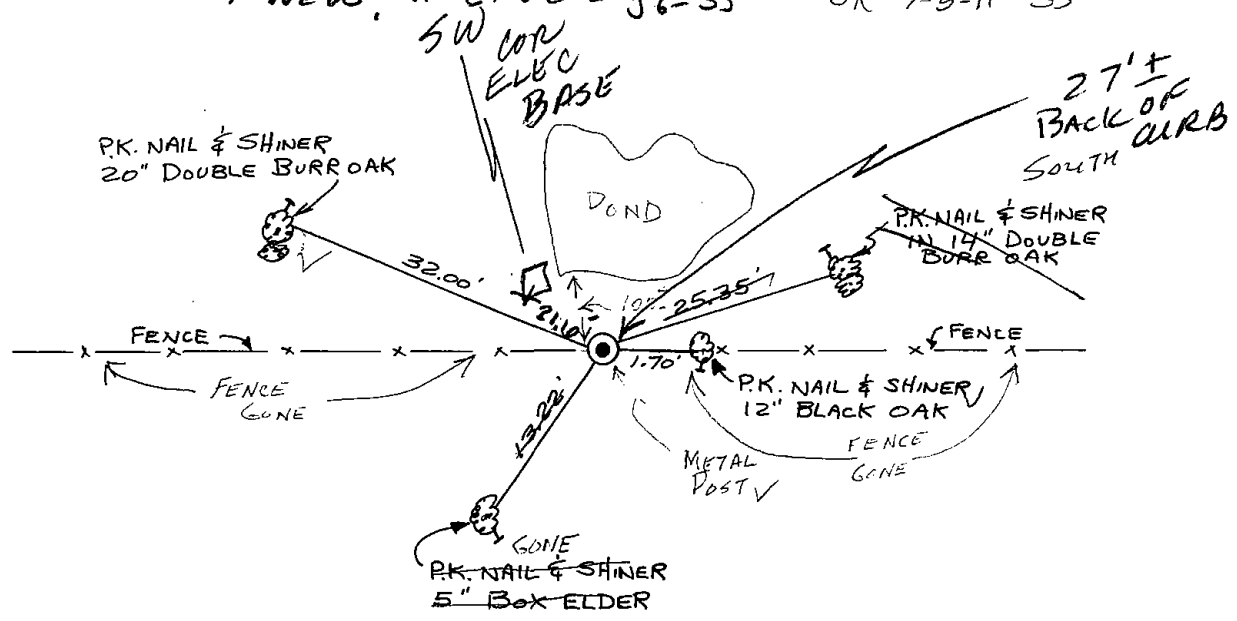 SW
COR
ELEC
BASE
27'±
BACK OF
CURB
SOUTH
P.K. NAIL & SHINER
20" DOUBLE BURR OAK
POND
P.K. NAIL & SHINER
IN 14" DOUBLE
BURR OAK
32.00'
21.10'
25.35'
FENCE
FENCE
1.70'
FENCE
GONE
P.K. NAIL & SHINER
12" BLACK OAK
13.22'
FENCE
GONE
METAL
POST
GONE
P.K. NAIL & SHINER
5" BOX ELDER